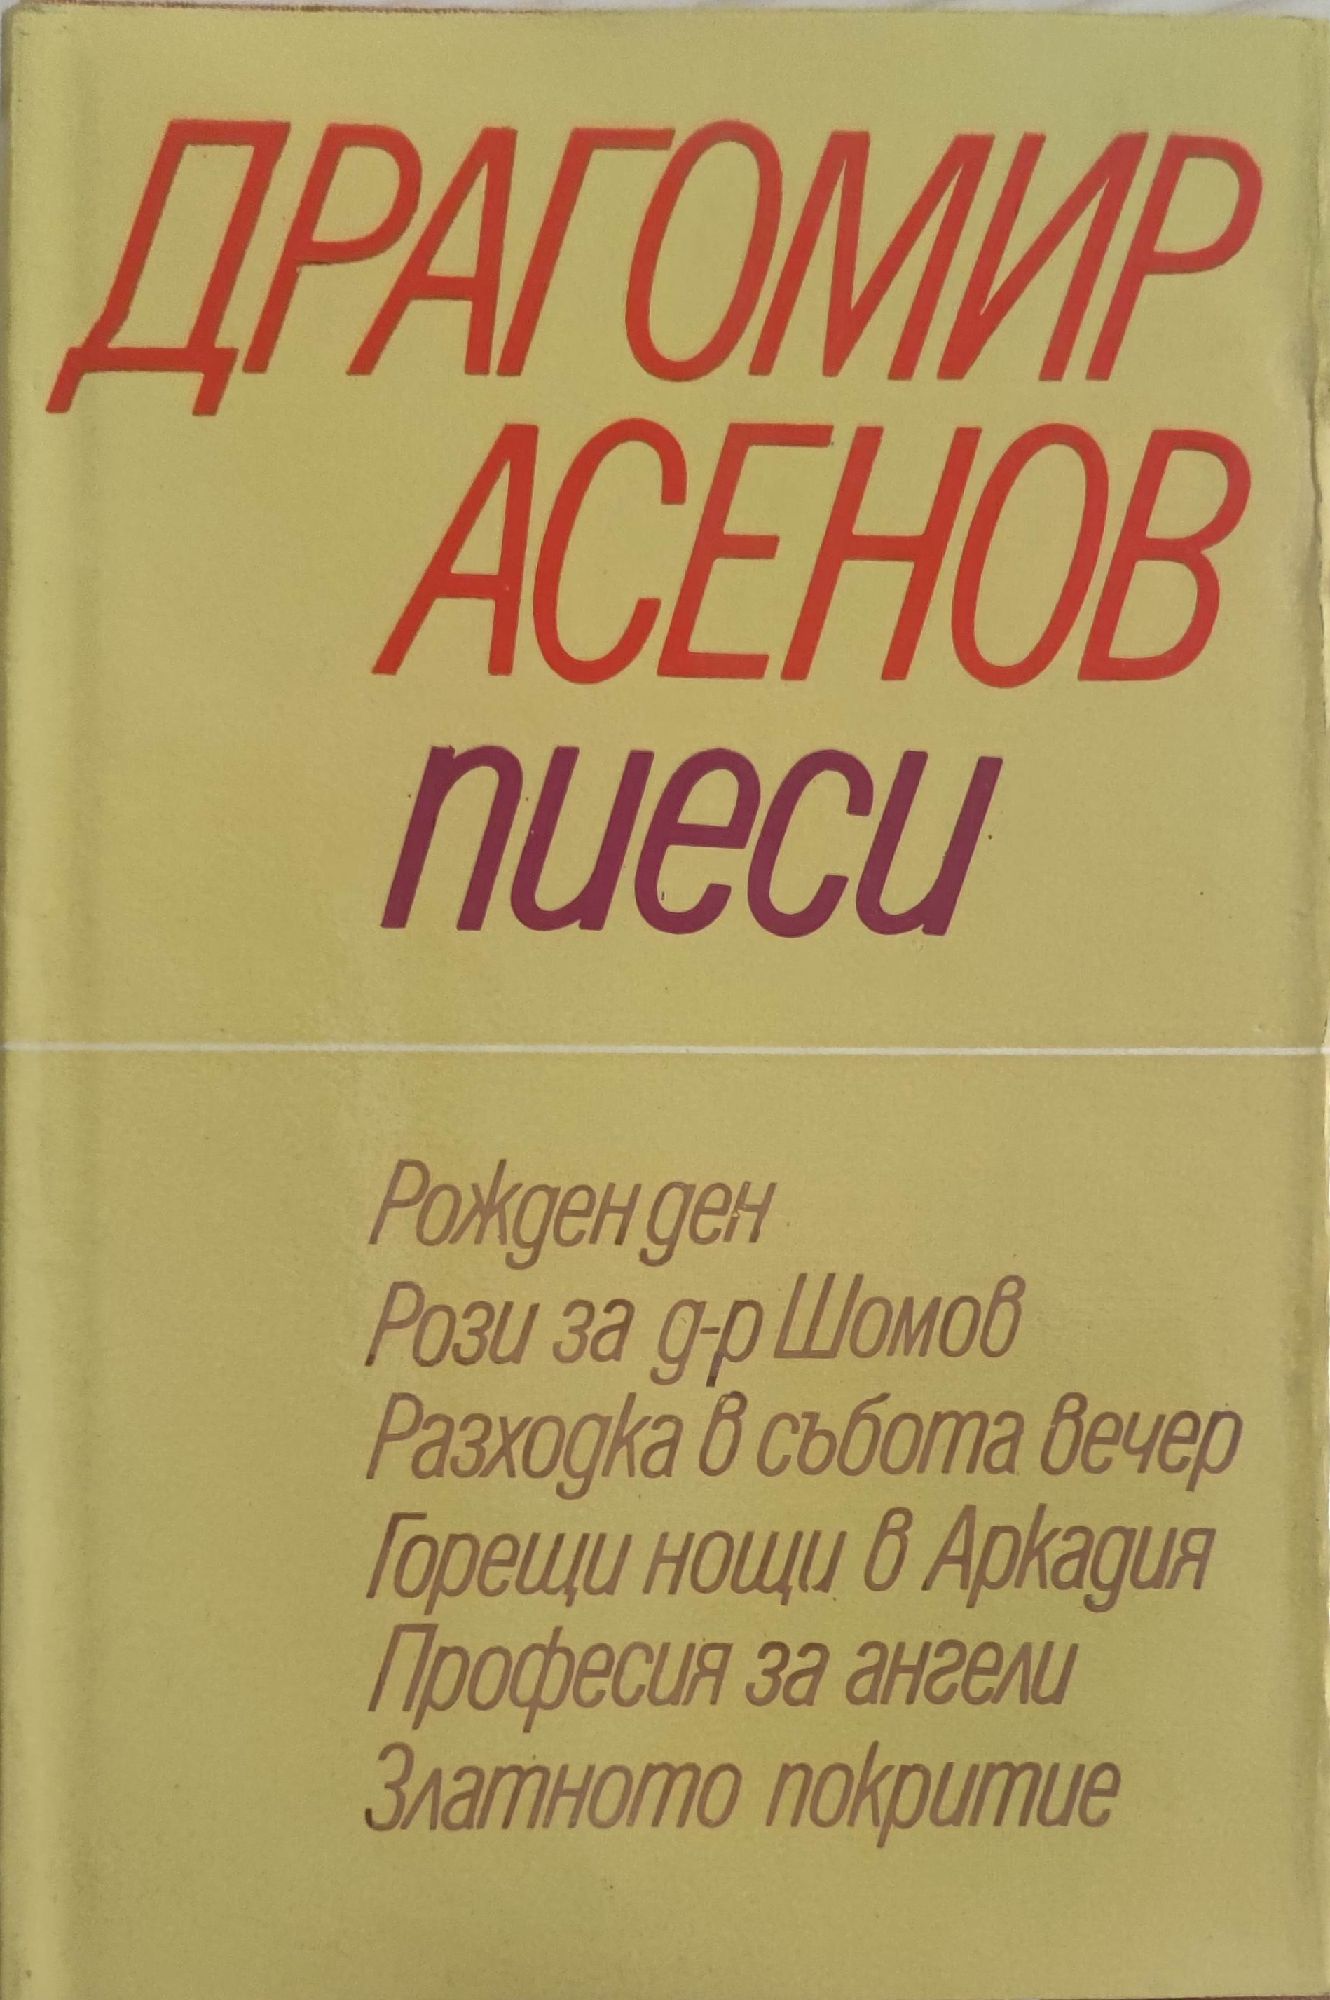 ДРАГОМИР
АСЕНОВ
пиеси
Рожден ден
Рози за д-р Шомов
Разходка в събота вечер
Горещи нощи в Аркадия
Професия за ангели
Златното покритие